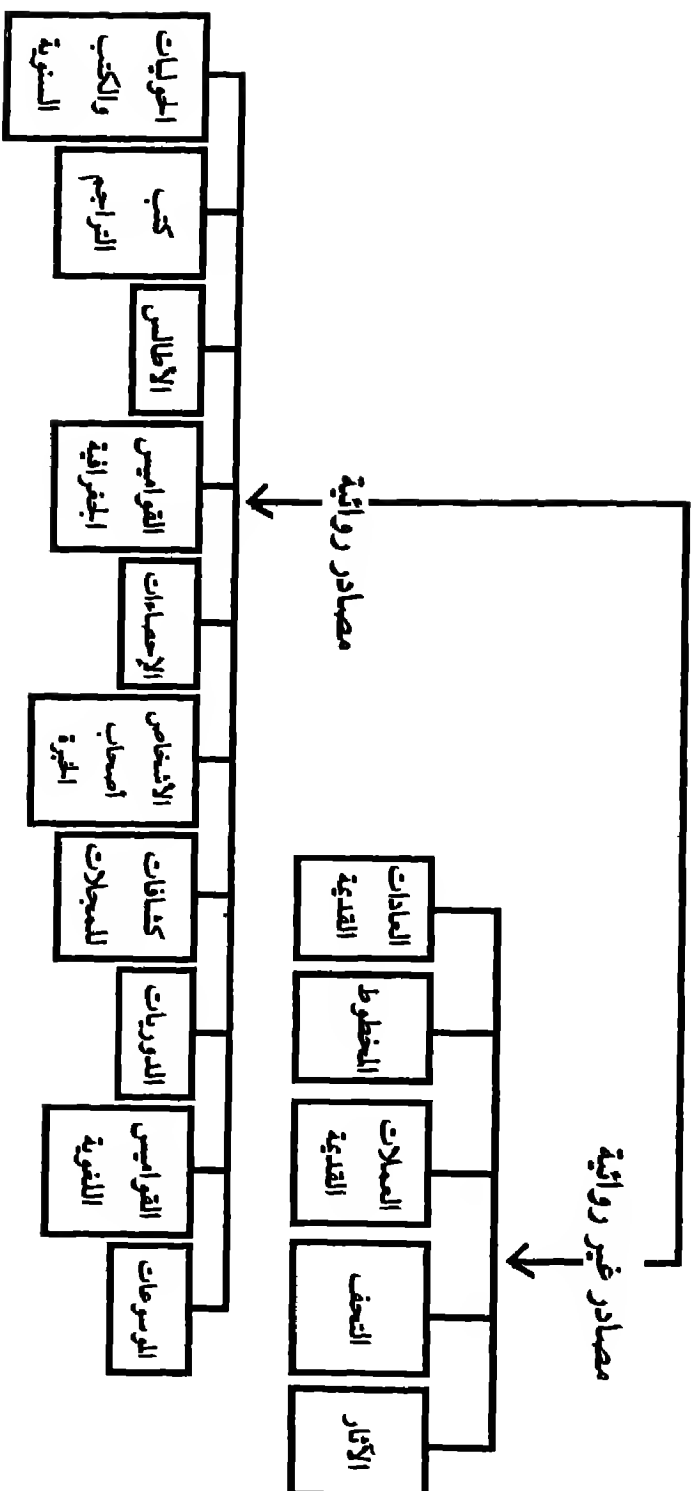 مصادر غير روائية
الآثار
التحف
العملات
القديمة
المخطوط
العادات
القديمة
مصادر روائية
الموسوعات
القواميس
اللغوية
الدوريات
كشافات
للمجلات
الأشخاص
أصحاب
الخبرة
الإحصاءات
القواميس
الجغرافية
الأطالس
كتب
التراجم
الحوليات
والكتب
السنوية